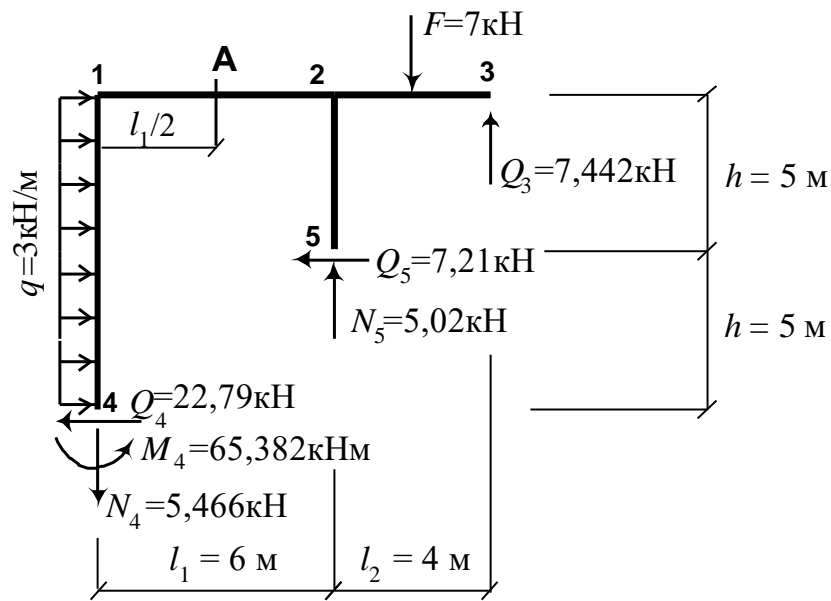 F=7кН
1
A
2
3
l₁/2
Q₃=7,442кН
h = 5 м
q=3кН/м
5
Q₅=7,21кН
N₅=5,02кН
h = 5 м
4
Q₄=22,79кН
M₄=65,382кНм
N₄=5,466кН
l₁ = 6 м
l₂ = 4 м